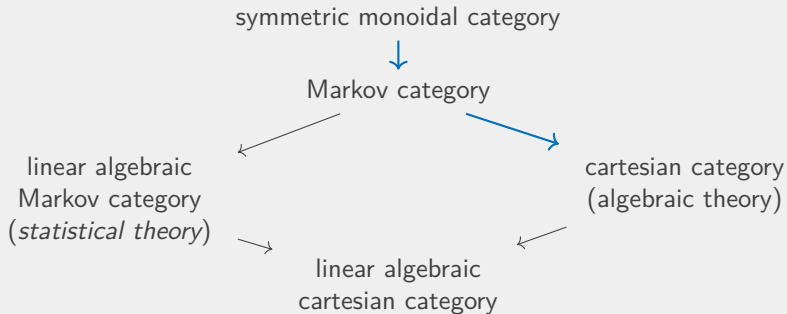 symmetric monoidal category
Markov category
linear algebraic
Markov category
(statistical theory)
cartesian category
(algebraic theory)
linear algebraic
cartesian category